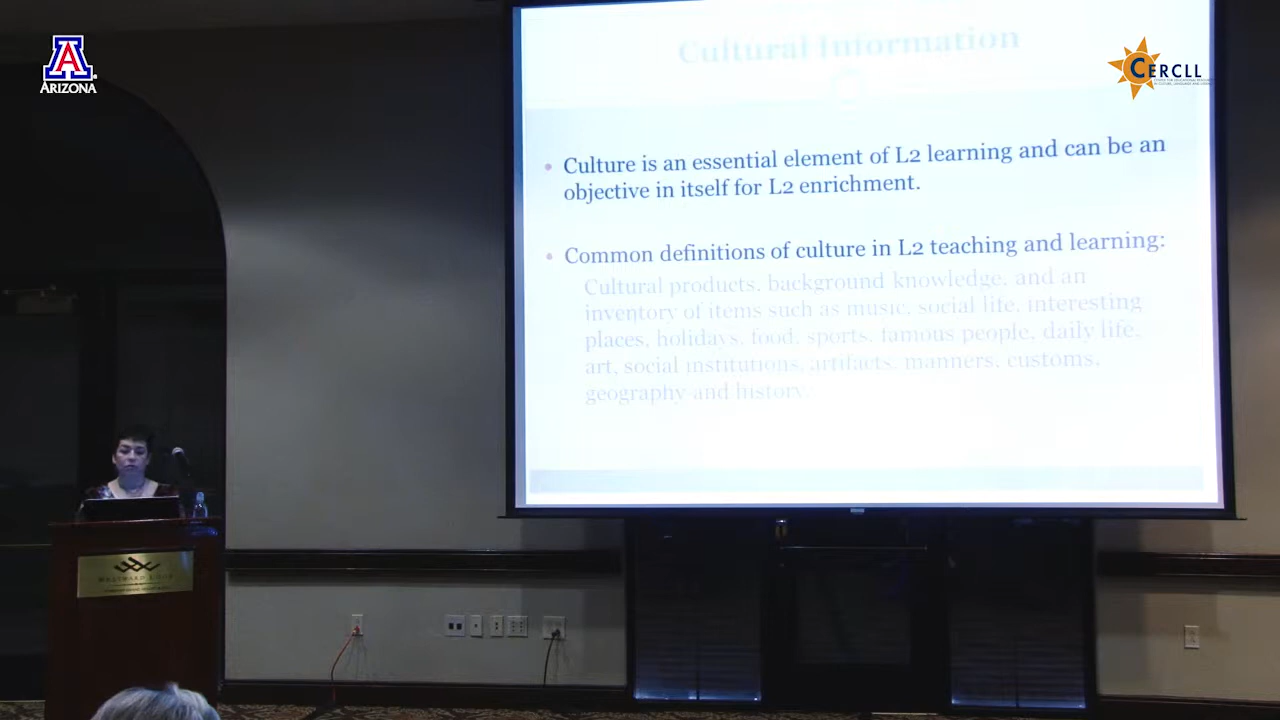 ARIZONA
CERCLL
Cultural Information
• Culture is an essential element of L2 learning and can be an
objective in itself for L2 enrichment.
• Common definitions of culture in L2 teaching and learning:
Cultural products, background knowledge, and an
inventory of items such as music, social life, interesting
places, holidays, food, sports, famous people, daily life,
art, social institutions, artifacts, manners, customs,
geography and history.
WESTWARD LOOK